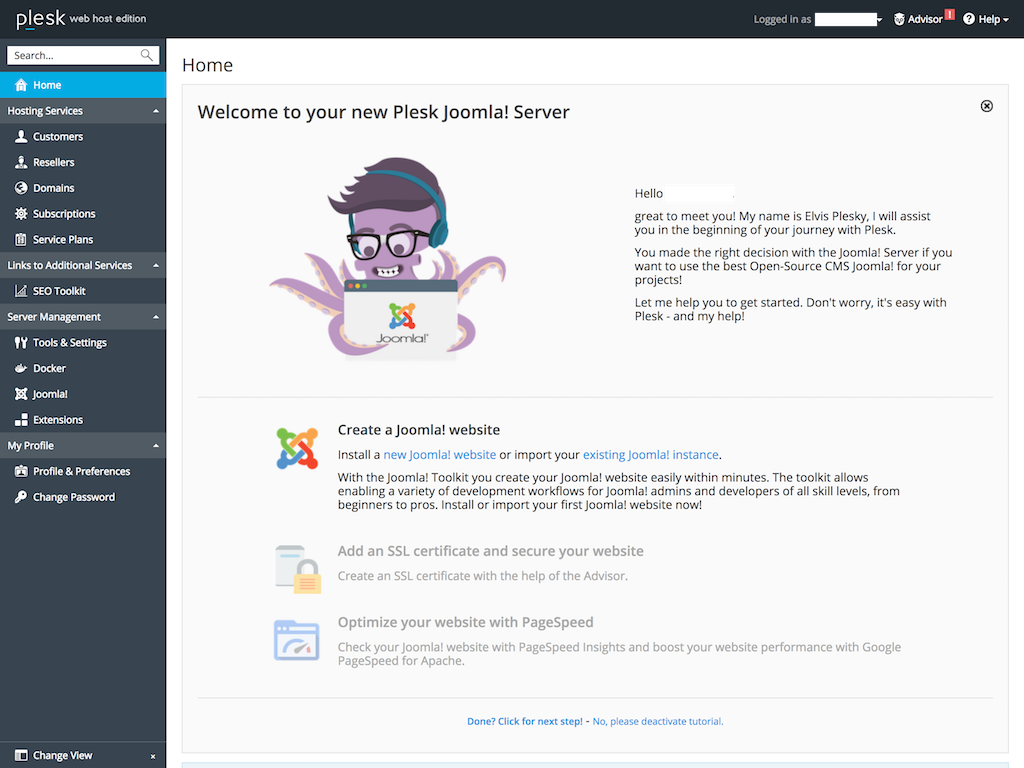 plesk web host edition
Logged in as
Advisor
!
Help
Search...
Home
Hosting Services
Customers
Resellers
Domains
Subscriptions
Service Plans
Links to Additional Services
SEO Toolkit
Server Management
Tools & Settings
Docker
Joomla!
Extensions
My Profile
Profile & Preferences
Change Password
Change View
x
Home
Welcome to your new Plesk Joomla! Server
Joomla!
Hello
great to meet you! My name is Elvis Plesky, I will assist
you in the beginning of your journey with Plesk.
You made the right decision with the Joomla! Server if you
want to use the best Open-Source CMS Joomla! for your
projects!
Let me help you to get started. Don't worry, it's easy with
Plesk - and my help!
Create a Joomla! website
Install a new Joomla! website or import your existing Joomla! instance.
With the Joomla! Toolkit you create your Joomla! website easily within minutes. The toolkit allows
enabling a variety of development workflows for Joomla! admins and developers of all skill levels, from
beginners to pros. Install or import your first Joomla! website now!
Add an SSL certificate and secure your website
Create an SSL certificate with the help of the Advisor.
Optimize your website with PageSpeed
Check your Joomla! website with PageSpeed Insights and boost your website performance with Google
PageSpeed for Apache.
Done? Click for next step! - No, please deactivate tutorial.